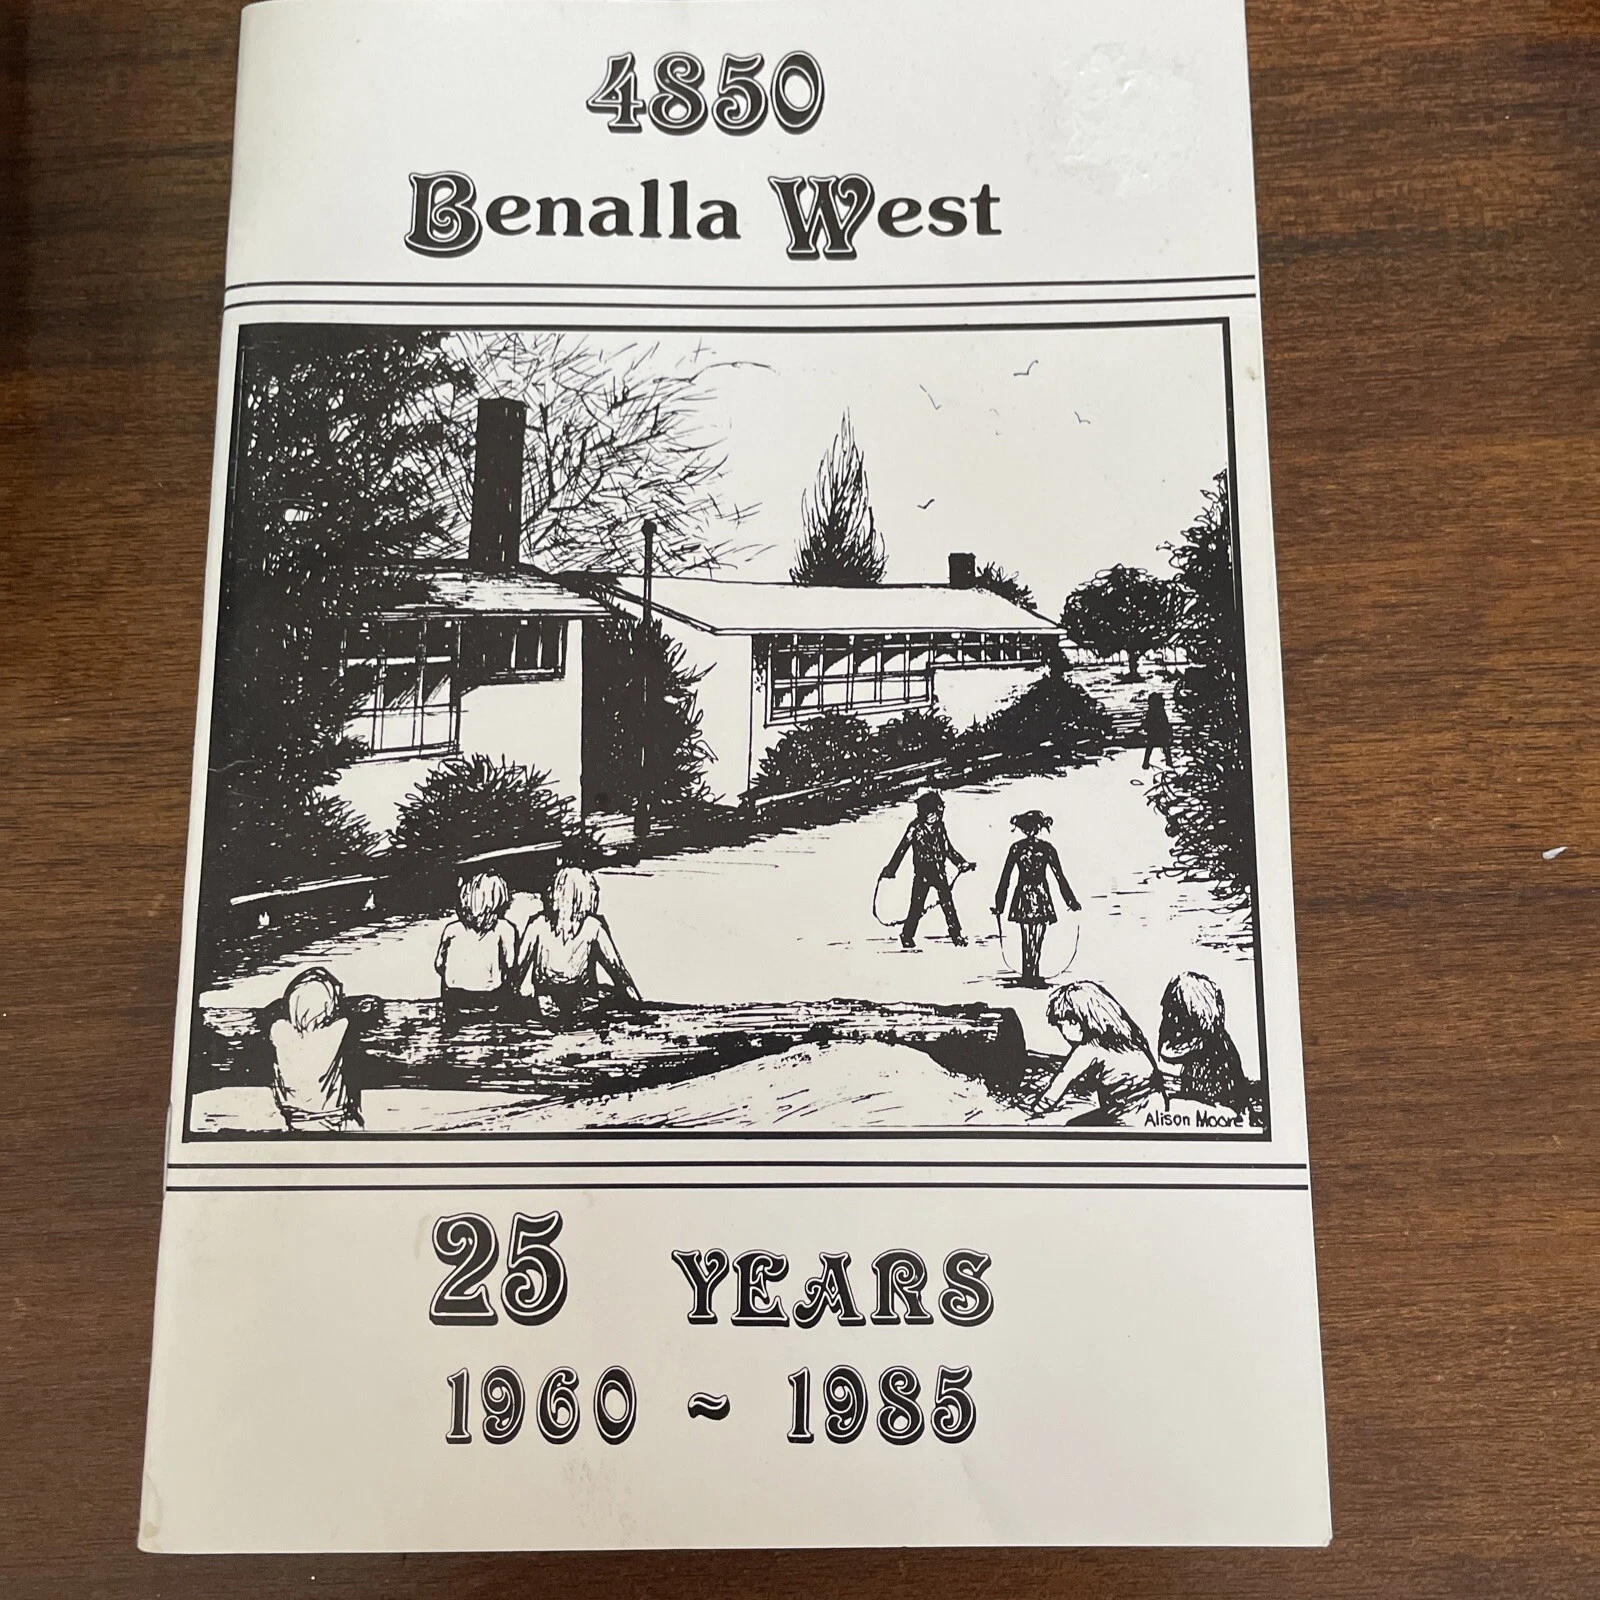 4850
Benalla West
Alison Moore
25 YEARS
1960 ~ 1985